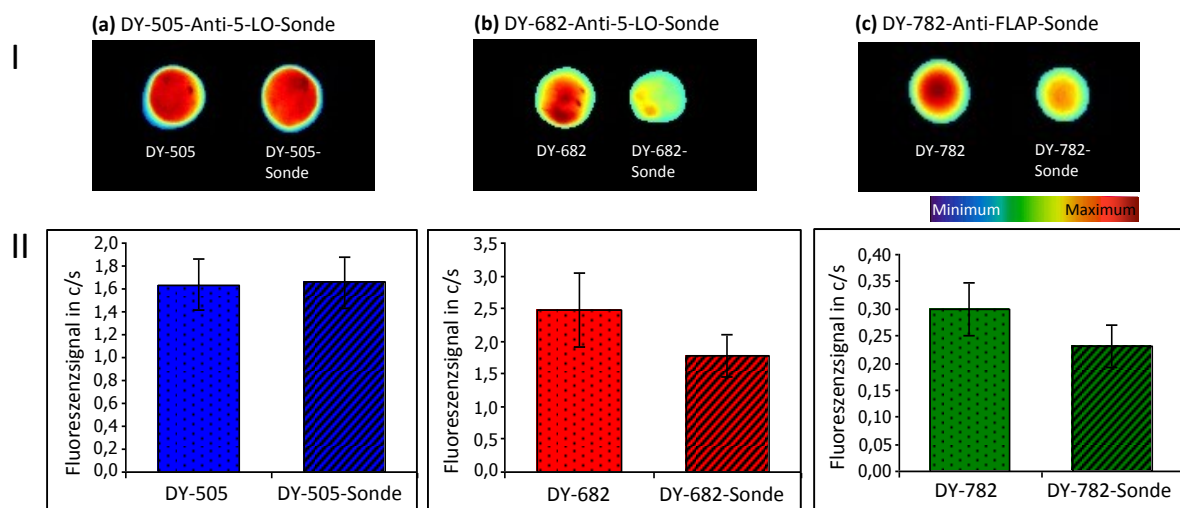 I
(a) DY-505-Anti-5-LO-Sonde
DY-505
DY-505-
Sonde
(b) DY-682-Anti-5-LO-Sonde
DY-682
DY-682-
Sonde
(c) DY-782-Anti-FLAP-Sonde
DY-782
DY-782-
Sonde
Minimum
Maximum
II
Fluoreszenzsignal in c/s
2,0
1,8
1,6
1,4
1,2
1,0
0,8
0,6
0,4
0,2
0,0
DY-505
DY-505-Sonde
Fluoreszenzsignal in c/s
3,5
3,0
2,5
2,0
1,5
1,0
0,5
0,0
DY-682
DY-682-Sonde
Fluoreszenzsignal in c/s
0,40
0,35
0,30
0,25
0,20
0,15
0,10
0,05
0,00
DY-782
DY-782-Sonde